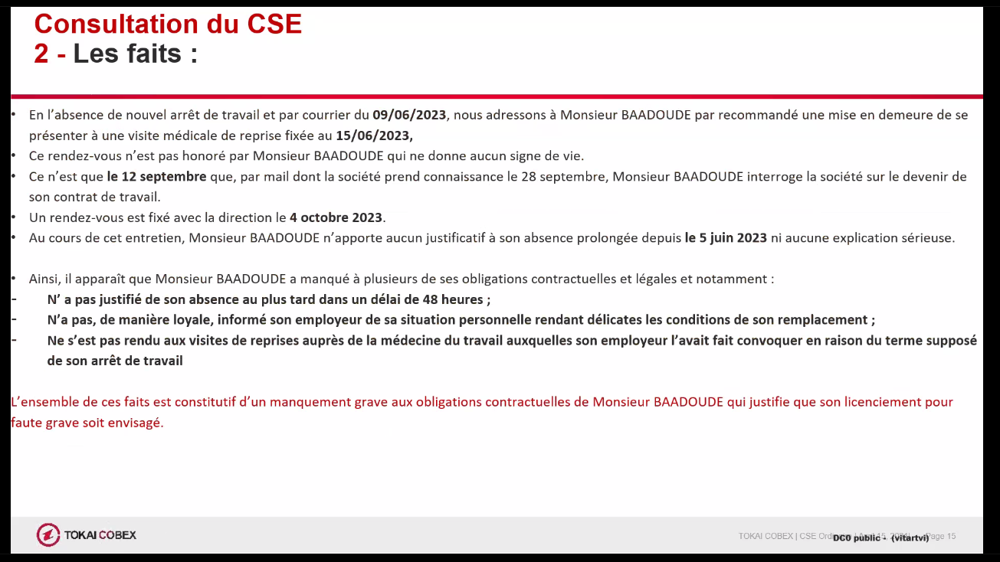 Consultation du CSE
2 - Les faits :
• En l’absence de nouvel arrêt de travail et par courrier du 09/06/2023, nous adressons à Monsieur BAADOUDE par recommandé une mise en demeure de se
présenter à une visite médicale de reprise fixée au 15/06/2023,
• Ce rendez-vous n’est pas honoré par Monsieur BAADOUDE qui ne donne aucun signe de vie.
• Ce n’est que le 12 septembre que, par mail dont la société prend connaissance le 28 septembre, Monsieur BAADOUDE interroge la société sur le devenir de
son contrat de travail.
• Un rendez-vous est fixé avec la direction le 4 octobre 2023.
• Au cours de cet entretien, Monsieur BAADOUDE n’apporte aucun justificatif à son absence prolongée depuis le 5 juin 2023 ni aucune explication sérieuse.
• Ainsi, il apparaît que Monsieur BAADOUDE a manqué à plusieurs de ses obligations contractuelles et légales et notamment :
- N’ a pas justifié de son absence au plus tard dans un délai de 48 heures ;
- N’a pas, de manière loyale, informé son employeur de sa situation personnelle rendant délicates les conditions de son remplacement ;
- Ne s’est pas rendu aux visites de reprises auprès de la médecine du travail auxquelles son employeur l’avait fait convoquer en raison du terme supposé
de son arrêt de travail
L’ensemble de ces faits est constitutif d’un manquement grave aux obligations contractuelles de Monsieur BAADOUDE qui justifie que son licenciement pour
faute grave soit envisagé.
TOKAI COBEX
TOKAI COBEX | CSE Page 15
DC0 public - (vitartvi)